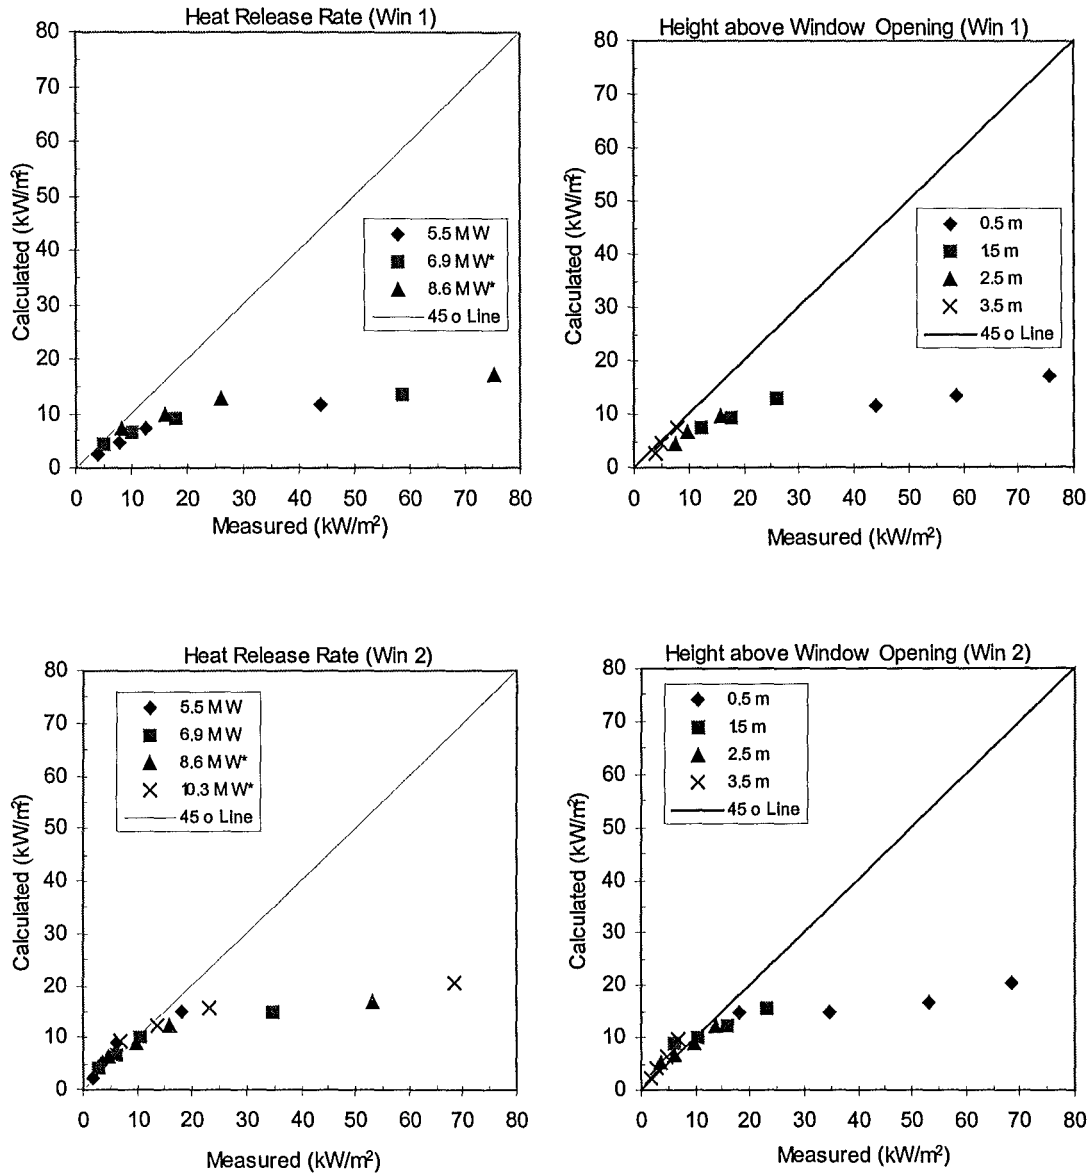 Heat Release Rate (Win 1)
80
70
60
50
40
30
20
10
0
Calculated (kW/m²)
5.5 MW
6.9 MW*
8.6 MW*
45 o Line
0 10 20 30 40 50 60 70 80
Measured (kW/m²)
Height above Window Opening (Win 1)
80
70
60
50
40
30
20
10
0
Calculated (kW/m²)
0.5 m
1.5 m
2.5 m
3.5 m
45 o Line
0 10 20 30 40 50 60 70 80
Measured (kW/m²)
Heat Release Rate (Win 2)
80
70
60
50
40
30
20
10
0
Calculated (kW/m²)
5.5 MW
6.9 MW
8.6 MW*
10.3 MW*
45 o Line
0 10 20 30 40 50 60 70 80
Measured (kW/m²)
Height above Window Opening (Win 2)
80
70
60
50
40
30
20
10
0
Calculated (kW/m²)
0.5 m
1.5 m
2.5 m
3.5 m
45 o Line
0 10 20 30 40 50 60 70 80
Measured (kW/m²)